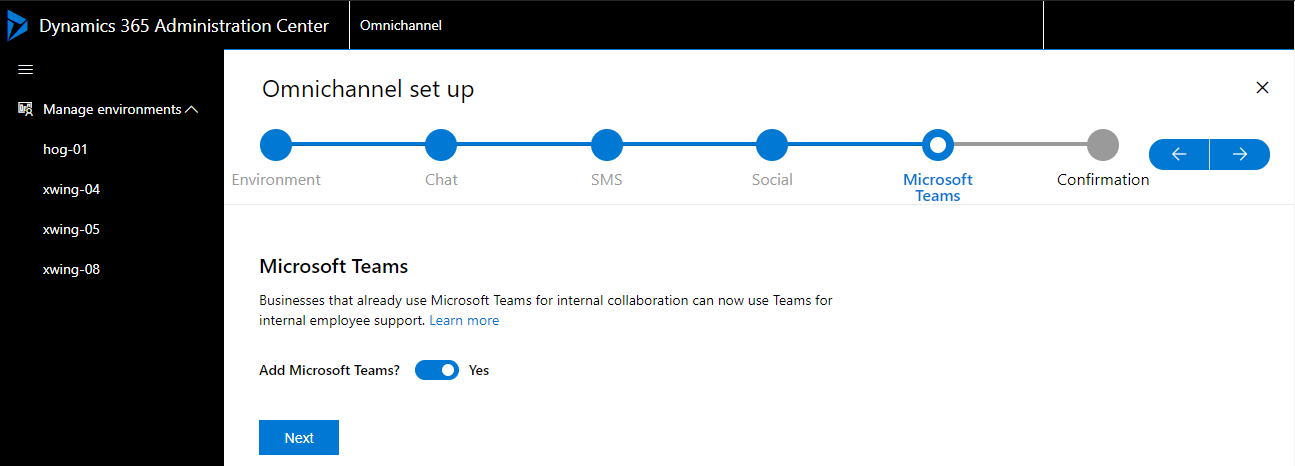 Dynamics 365 Administration Center
Omnichannel
Manage environments
hog-01
xwing-04
xwing-05
xwing-08
Omnichannel set up
Environment
Chat
SMS
Social
Microsoft
Teams
Confirmation
Microsoft Teams
Businesses that already use Microsoft Teams for internal collaboration can now use Teams for
internal employee support. Learn more
Add Microsoft Teams? Yes
Next